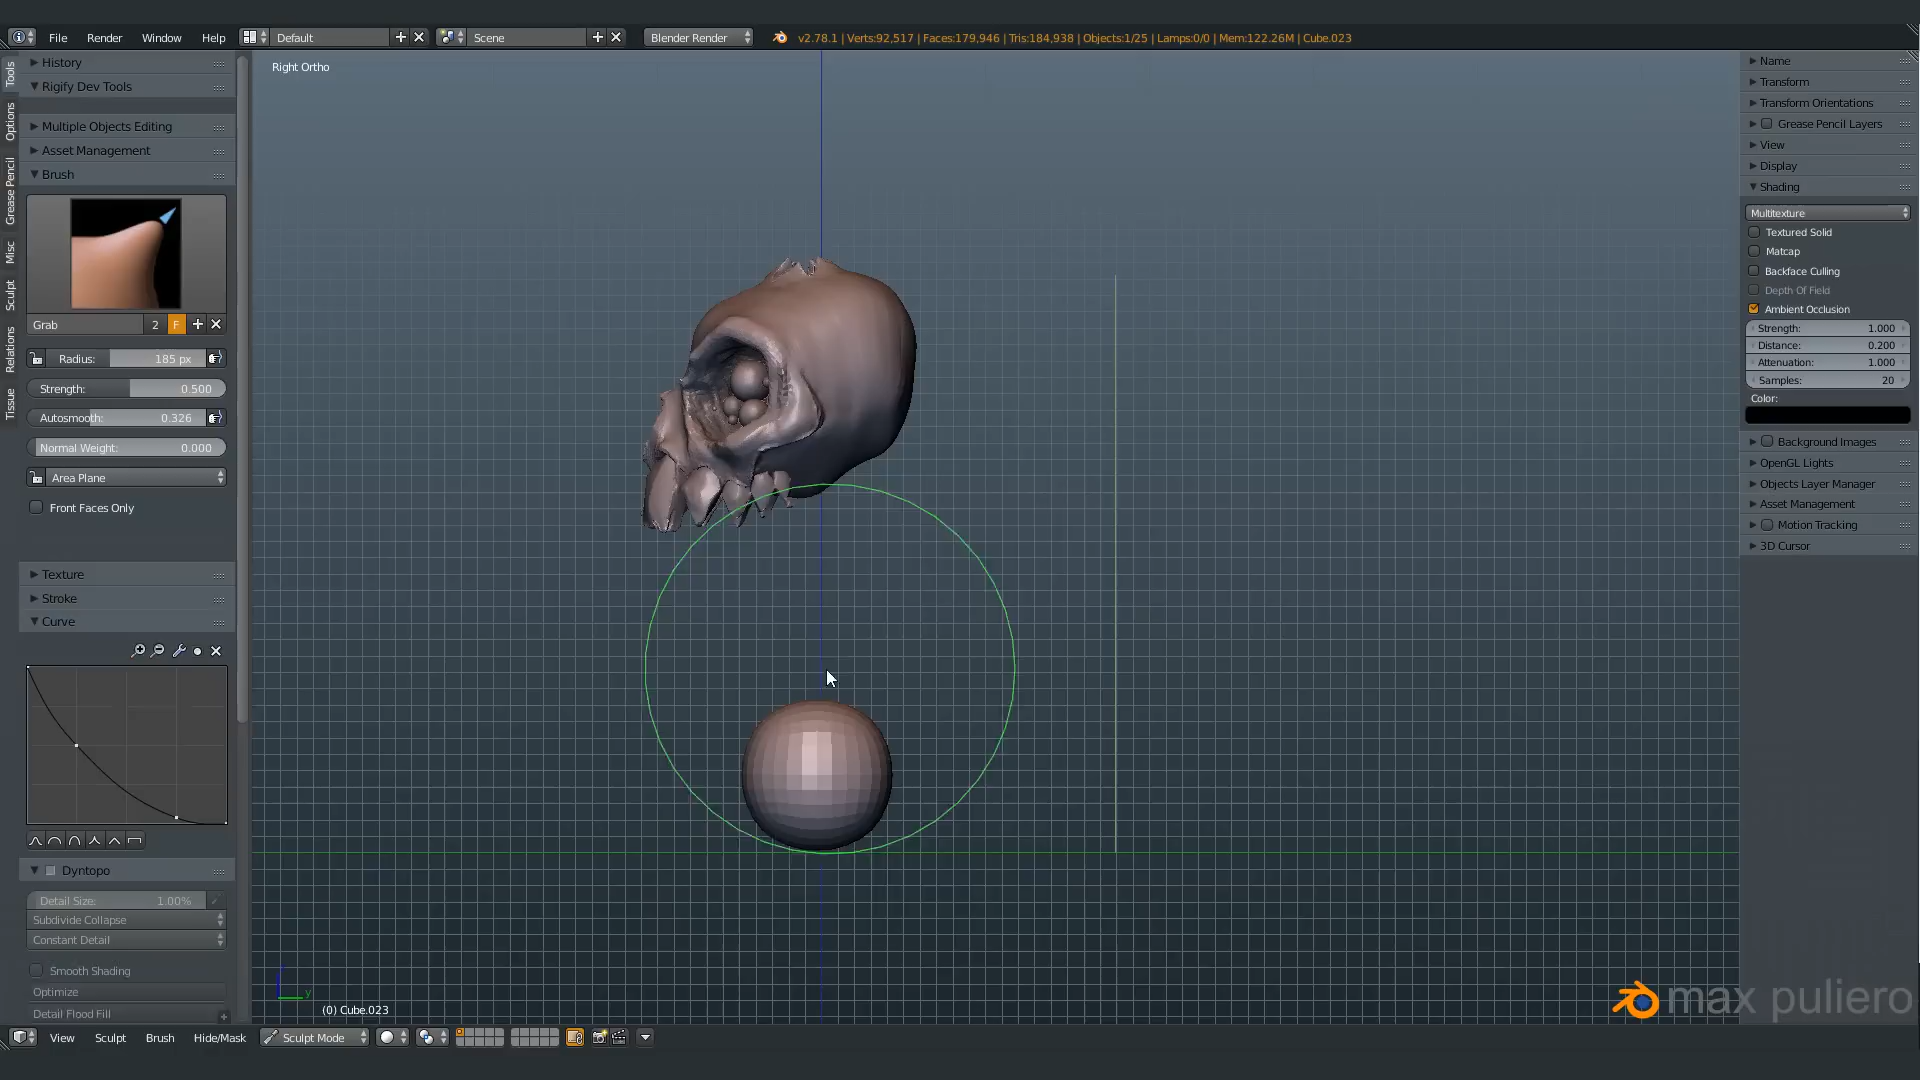 File Render Window Help Default Scene Blender Render v2.78.1 | Verts:92,517 | Faces:179,946 | Tris:184,938 | Objects:1/25 | Lamps:0/0 | Mem:122.26M | Cube.023
Tools
Options
Grease Pencil
Misc
Sculpt
Relations
Tissue
History
Rigify Dev Tools
Multiple Objects Editing
Asset Management
Brush
Grab 2 F
Radius: 185 px
Strength: 0.500
Autosmooth: 0.326
Normal Weight: 0.000
Area Plane
Front Faces Only
Texture
Stroke
Curve
Dyntopo
Detail Size: 1.00%
Subdivide Collapse
Constant Detail
Smooth Shading
Optimize
Detail Flood Fill
Right Ortho
y
(0) Cube.023
Name
Transform
Transform Orientations
Grease Pencil Layers
View
Display
Shading
Multitexture
Textured Solid
Matcap
Backface Culling
Depth Of Field
Ambient Occlusion
Strength: 1.000
Distance: 0.200
Attenuation: 1.000
Samples: 20
Color:
Background Images
OpenGL Lights
Objects Layer Manager
Asset Management
Motion Tracking
3D Cursor
max puliero
View Sculpt Brush Hide/Mask Sculpt Mode